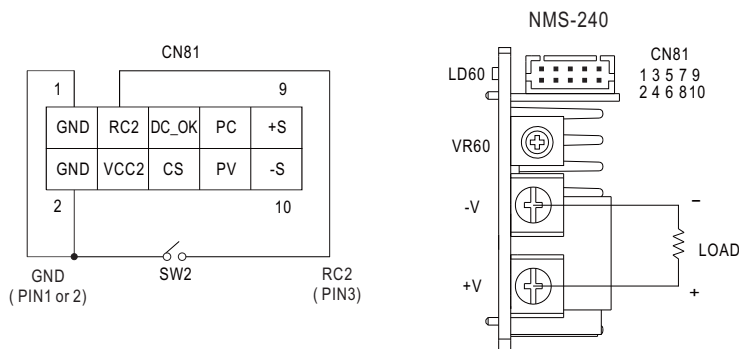 NMS-240
CN81
1 9
GND RC2 DC_OK PC +S
GND VCC2 CS PV -S
2 10
SW2
GND
( PIN1 or 2)
RC2
( PIN3)
LD60
CN81
1 3 5 7 9
2 4 6 8 10
VR60
-V
+V
−
LOAD
+